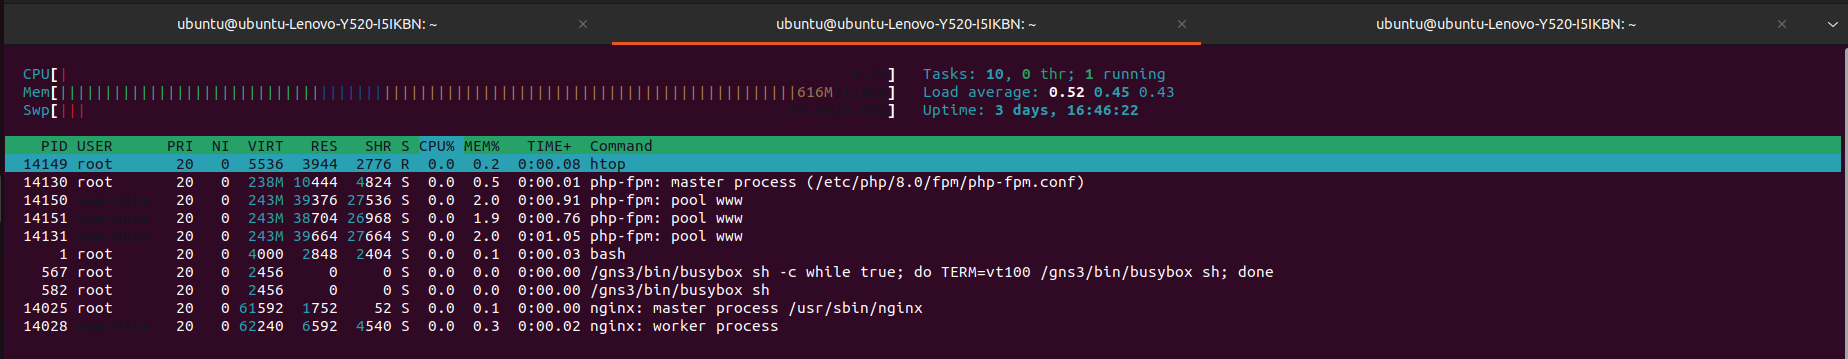 ubuntu@ubuntu-Lenovo-Y520-I5IKBN: ~ × ubuntu@ubuntu-Lenovo-Y520-I5IKBN: ~ × ubuntu@ubuntu-Lenovo-Y520-I5IKBN: ~ ×
CPU[| ] Tasks: 10, 0 thr; 1 running
Mem[||||||||||||||||||||||||||||||||||||||||||||||||||||||||||||||||||||||||||||||||||616M ] Load average: 0.52 0.45 0.43
Swp[||| ] Uptime: 3 days, 16:46:22
PID USER PRI NI VIRT RES SHR S CPU% MEM% TIME+ Command
14149 root 20 0 5536 3944 2776 R 0.0 0.2 0:00.08 htop
14130 root 20 0 238M 10444 4824 S 0.0 0.5 0:00.01 php-fpm: master process (/etc/php/8.0/fpm/php-fpm.conf)
14150 20 0 243M 39376 27536 S 0.0 2.0 0:00.91 php-fpm: pool www
14151 20 0 243M 38704 26968 S 0.0 1.9 0:00.76 php-fpm: pool www
14131 20 0 243M 39664 27664 S 0.0 2.0 0:01.05 php-fpm: pool www
1 root 20 0 4000 2848 2404 S 0.0 0.1 0:00.03 bash
567 root 20 0 2456 0 0 S 0.0 0.0 0:00.00 /gns3/bin/busybox sh -c while true; do TERM=vt100 /gns3/bin/busybox sh; done
582 root 20 0 2456 0 0 S 0.0 0.0 0:00.00 /gns3/bin/busybox sh
14025 root 20 0 61592 1752 52 S 0.0 0.1 0:00.00 nginx: master process /usr/sbin/nginx
14028 20 0 62240 6592 4540 S 0.0 0.3 0:00.02 nginx: worker process